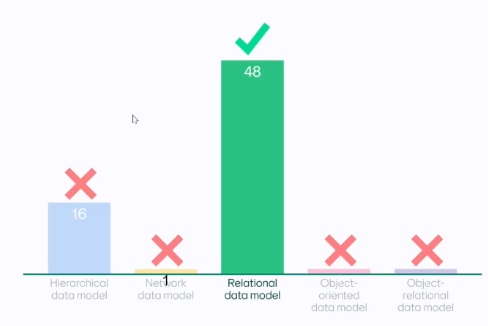 48
16
1
Hierarchical
data model
Network
data model
Relational
data model
Object-
oriented
data model
Object-
relational
data model